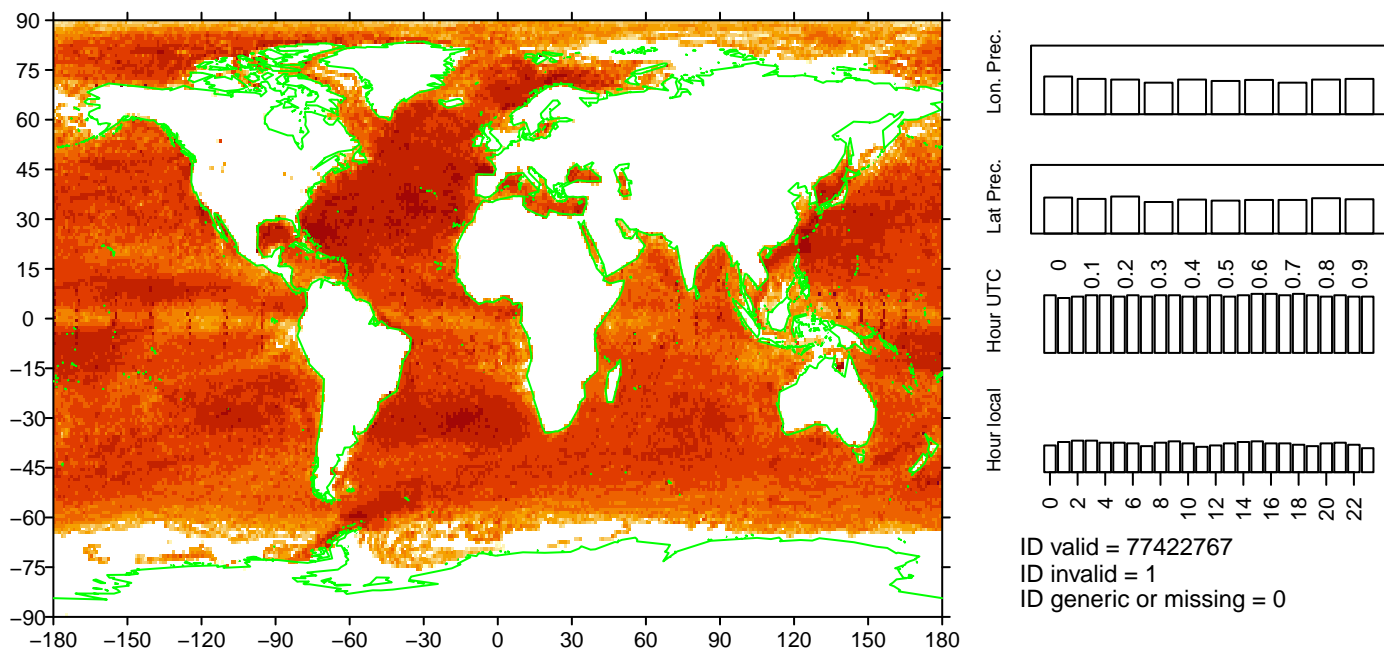 90
75
60
45
30
15
0
−15
−30
−45
−60
−75
−90
−180 −150 −120 −90 −60 −30 0 30 60 90 120 150 180
Lon. Prec.
Lat Prec.
0 0.1 0.2 0.3 0.4 0.5 0.6 0.7 0.8 0.9
Hour UTC
Hour local
0 2 4 6 8 10 12 14 16 18 20 22
ID valid = 77422767
ID invalid = 1
ID generic or missing = 0